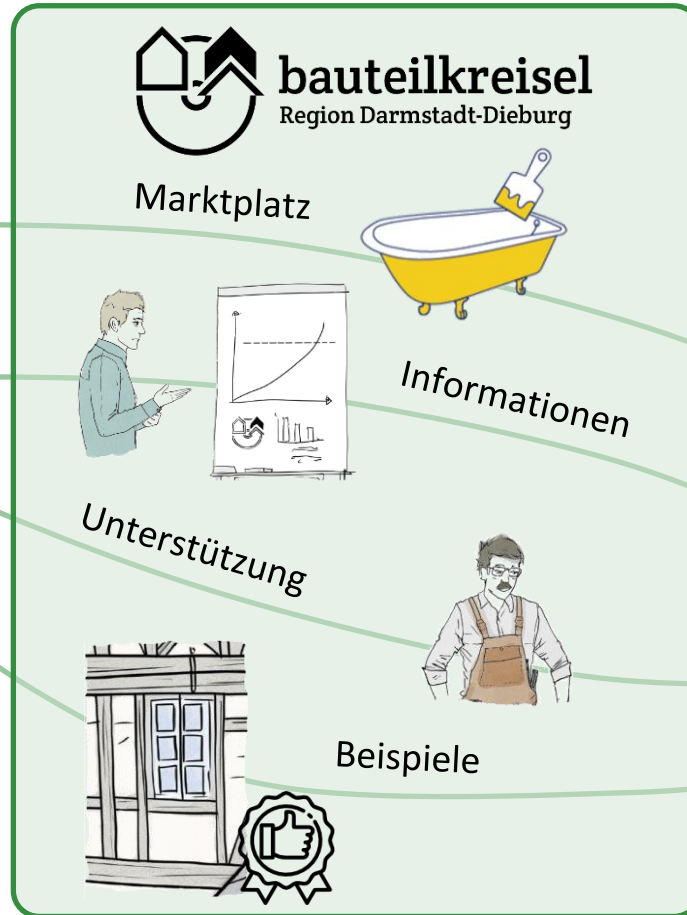 bauteilkreisel
Region Darmstadt-Dieburg
Marktplatz
Informationen
Unterstützung
Beispiele